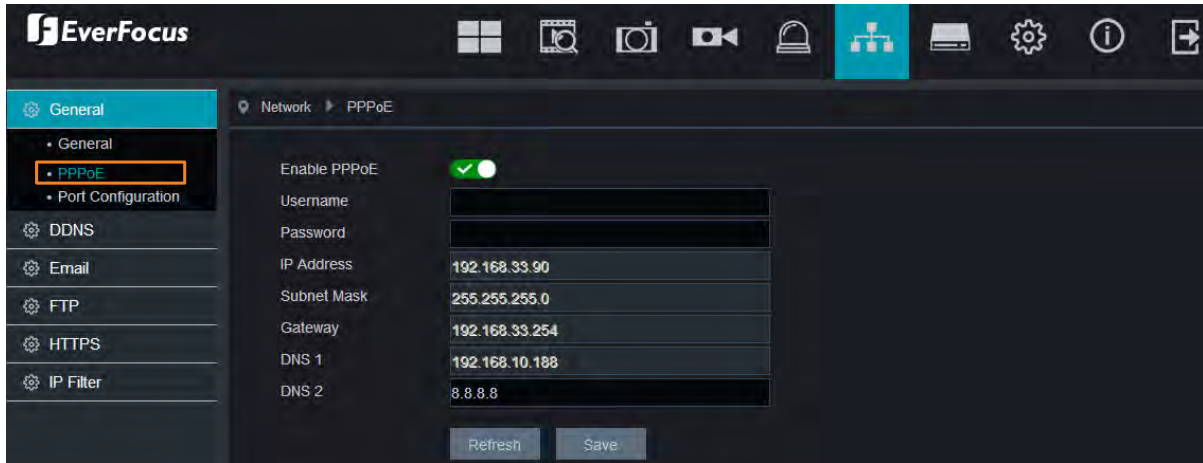 EverFocus
General
Network PPPoE
• General
• PPPoE
• Port Configuration
DDNS
Email
FTP
HTTPS
IP Filter
Enable PPPoE
Username
Password
IP Address 192.168.33.90
Subnet Mask 255.255.255.0
Gateway 192.168.33.254
DNS 1 192.168.10.188
DNS 2 8.8.8.8
Refresh Save